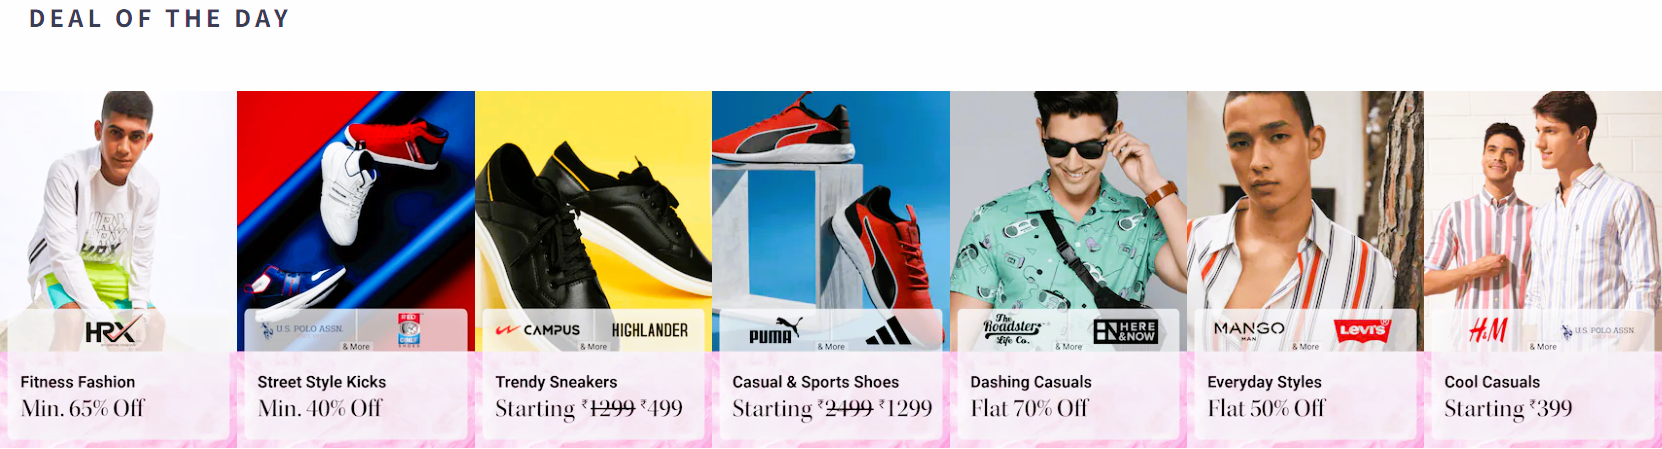 DEAL OF THE DAY
HRX
Fitness Fashion
Min. 65% Off
U.S. POLO ASSN.
RED
CHIEF
SHOES
& More
Street Style Kicks
Min. 40% Off
CAMPUS
HIGHLANDER
& More
Trendy Sneakers
Starting ₹1299 ₹499
PUMA
& More
Casual & Sports Shoes
Starting ₹2499 ₹1299
The
Roadster
Life Co.
HERE
&NOW
& More
Dashing Casuals
Flat 70% Off
MANGO
MAN
Levi's
& More
Everyday Styles
Flat 50% Off
H&M
U.S. POLO ASSN.
& More
Cool Casuals
Starting ₹399